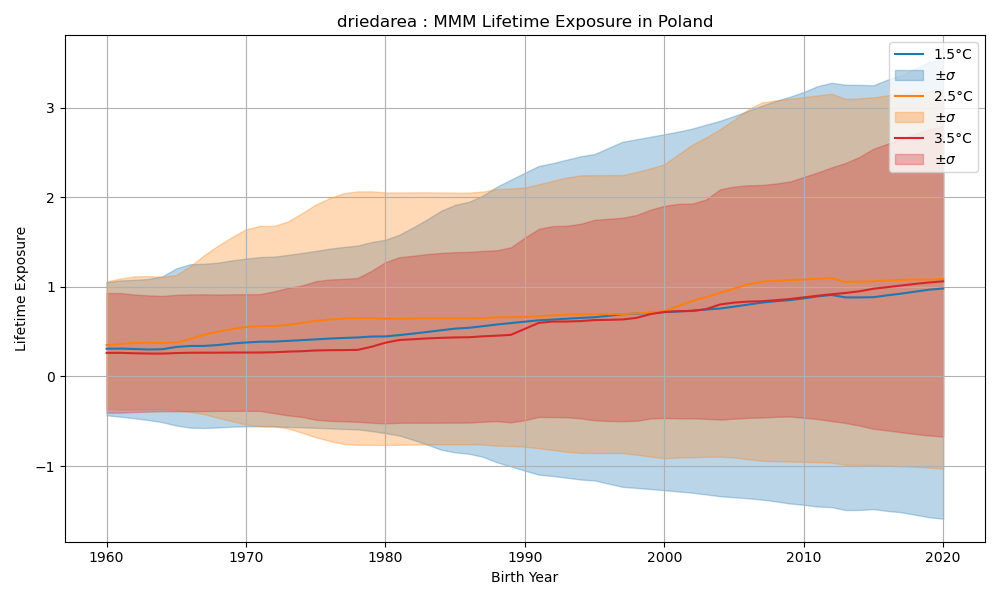 driedarea : MMM Lifetime Exposure in Poland
1.5°C
±σ
2.5°C
±σ
3.5°C
±σ
3
2
1
0
−1
Lifetime Exposure
1960 1970 1980 1990 2000 2010 2020
Birth Year